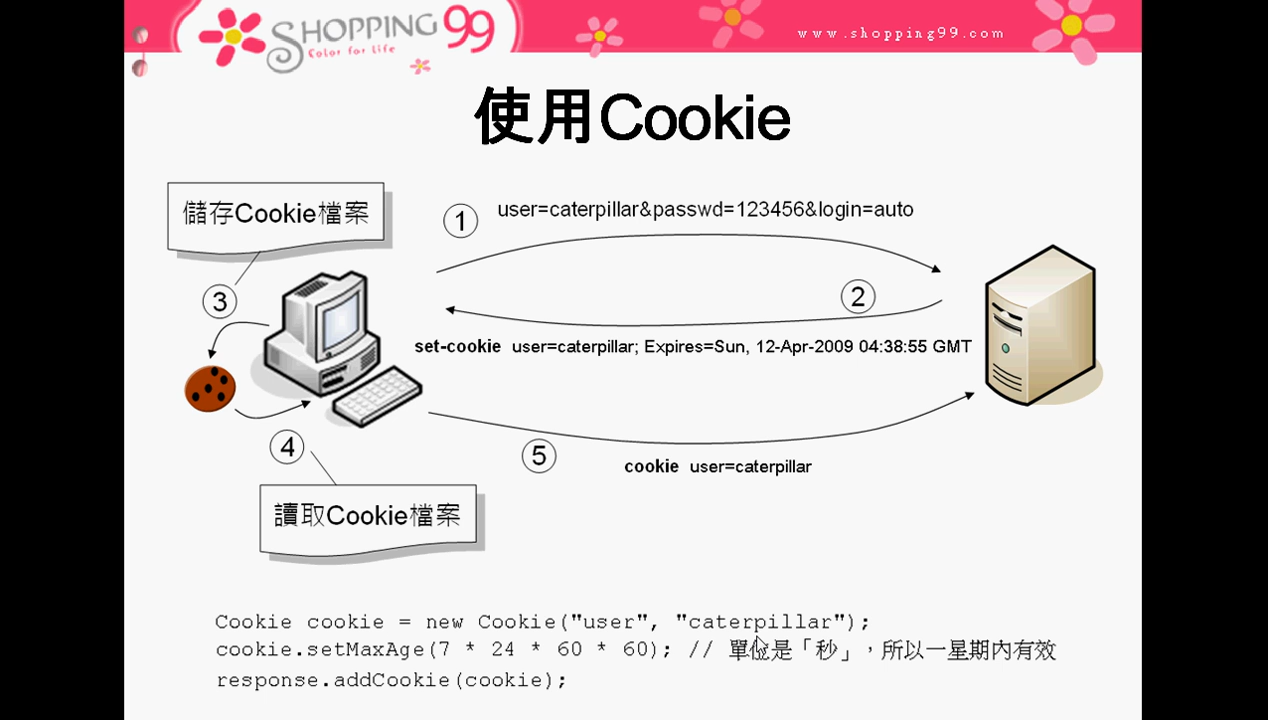 SHOPPING 99
Color for Life
www.shopping99.com
使用Cookie
儲存Cookie檔案
1
user=caterpillar&passwd=123456&login=auto
3
2
set-cookie user=caterpillar; Expires=Sun, 12-Apr-2009 04:38:55 GMT
4
5
cookie user=caterpillar
讀取Cookie檔案
Cookie cookie = new Cookie("user", "caterpillar");
cookie.setMaxAge(7 * 24 * 60 * 60); // 單位是「秒」，所以一星期內有效
response.addCookie(cookie);